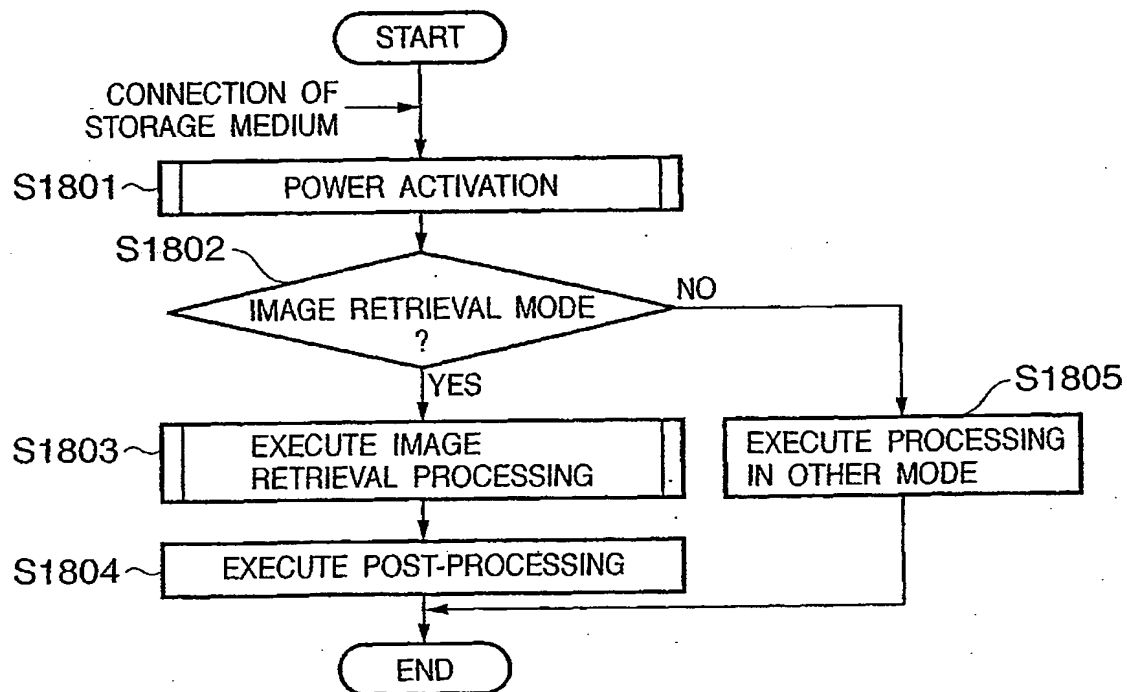 START
CONNECTION OF
STORAGE MEDIUM
S1801
POWER ACTIVATION
S1802
IMAGE RETRIEVAL MODE
?
NO
YES
S1803
EXECUTE IMAGE
RETRIEVAL PROCESSING
S1805
EXECUTE PROCESSING
IN OTHER MODE
S1804
EXECUTE POST-PROCESSING
END